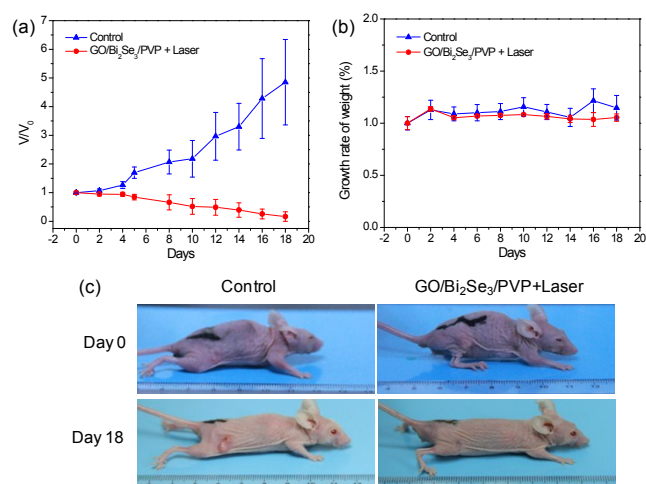 (a)
7
6
5
4
3
2
1
0
V/V₀
Control
GO/Bi₂Se₃/PVP + Laser
-2 0 2 4 6 8 10 12 14 16 18 20
Days
(b)
2.0
1.5
1.0
0.5
0.0
Growth rate of weight (%)
Control
GO/Bi₂Se₃/PVP + Laser
-2 0 2 4 6 8 10 12 14 16 18 20
Days
(c)
Control GO/Bi₂Se₃/PVP+Laser
Day 0
Day 18